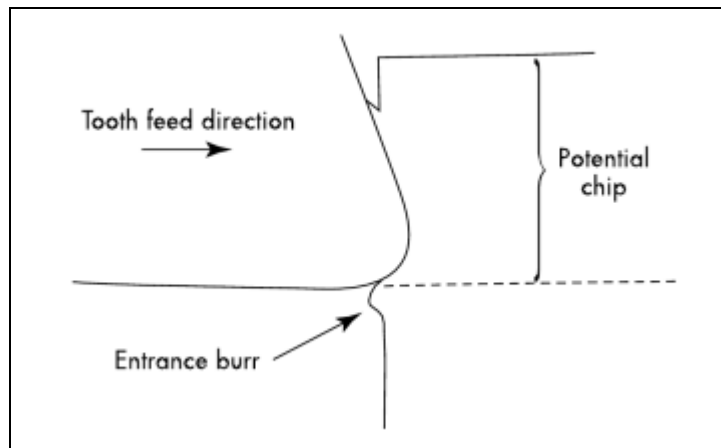 Tooth feed direction
Potential
chip
Entrance burr